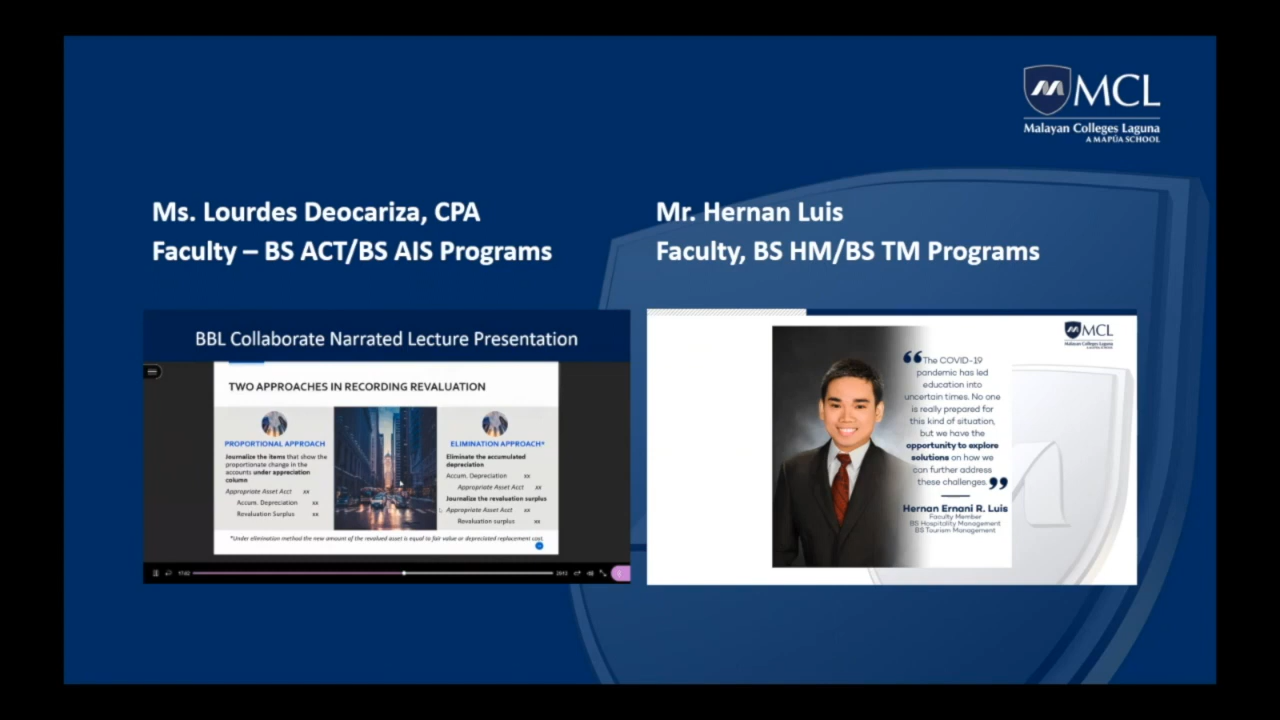 MCL
Malayan Colleges Laguna
A MAPÚA SCHOOL
Ms. Lourdes Deocariza, CPA
Faculty – BS ACT/BS AIS Programs
BBL Collaborate Narrated Lecture Presentation
TWO APPROACHES IN RECORDING REVALUATION
PROPORTIONAL APPROACH
Journalize the items that show the
proportionate change in the
accounts under appreciation
column
Appropriate Asset Acct xx
Accum. Depreciation xx
Revaluation Surplus xx
ELIMINATION APPROACH*
Eliminate the accumulated
depreciation
Accum. Depreciation xx
Appropriate Asset Acct xx
Journalize the revaluation surplus
Appropriate Asset Acct xx
Revaluation surplus xx
*Under elimination method the new amount of the revalued asset is equal to fair value or depreciated replacement cost.
Mr. Hernan Luis
Faculty, BS HM/BS TM Programs
MCL
Malayan Colleges Laguna
“The COVID-19
pandemic has led
education into
uncertain times. No one
is really prepared for
this kind of situation,
but we have the
opportunity to explore
solutions on how we
can further address
these challenges.”
Hernan Ernani R. Luis
Faculty Member
BS Hospitality Management
BS Tourism Management